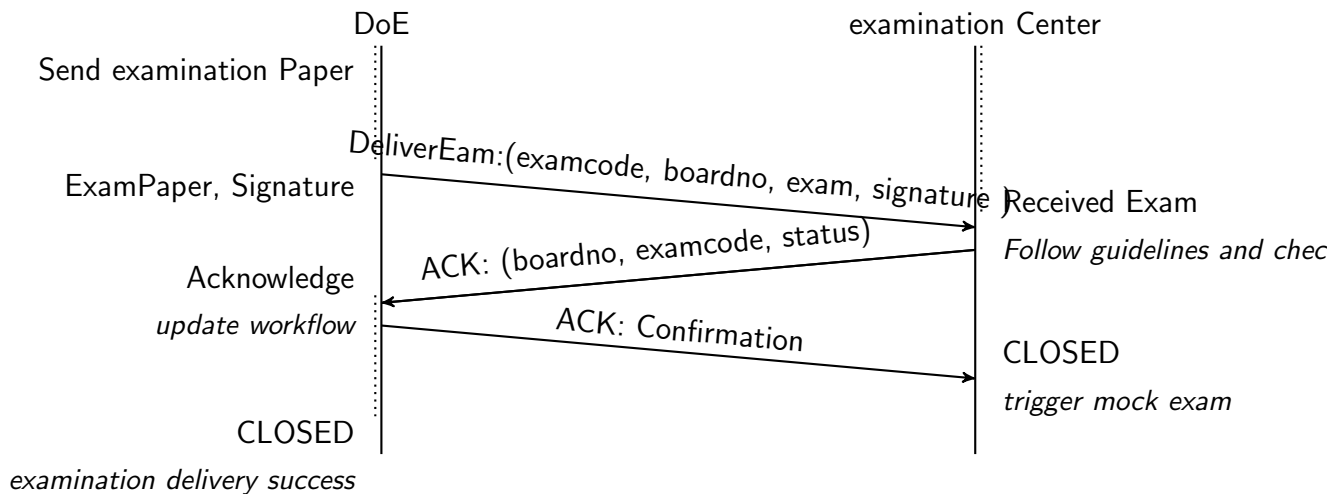 DoE
examination Center
Send examination Paper
DeliverEam:(examcode, boardno, exam, signature )
ExamPaper, Signature
Received Exam
ACK: (boardno, examcode, status)
Follow guidelines and chec
Acknowledge
update workflow
ACK: Confirmation
CLOSED
trigger mock exam
CLOSED
examination delivery success